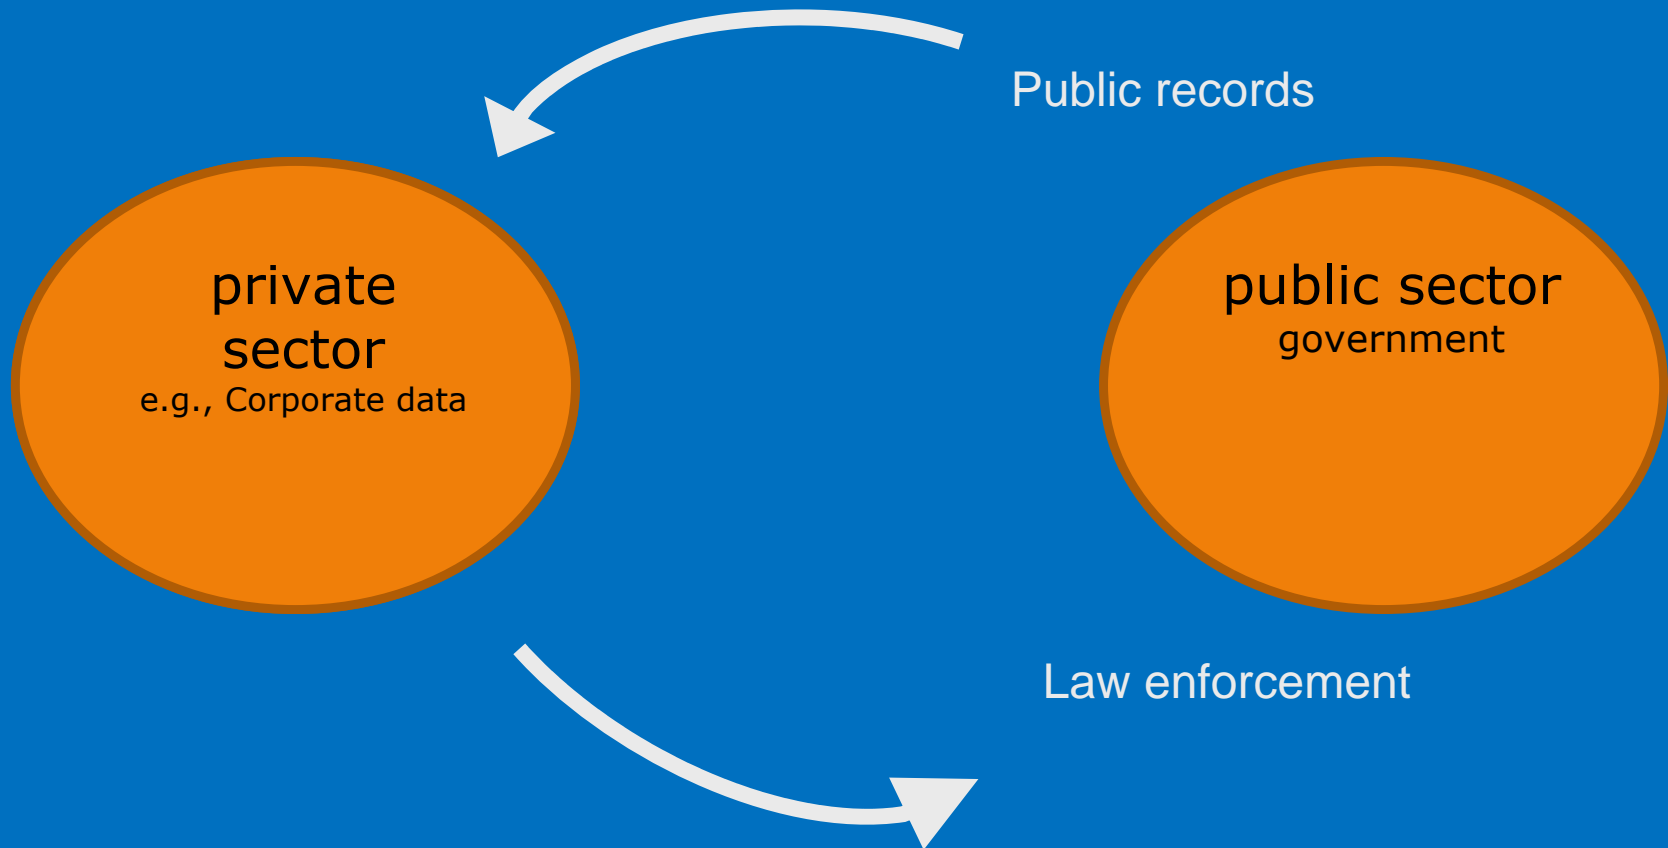 Public records
private
sector
e.g., Corporate data
public sector
government
Law enforcement